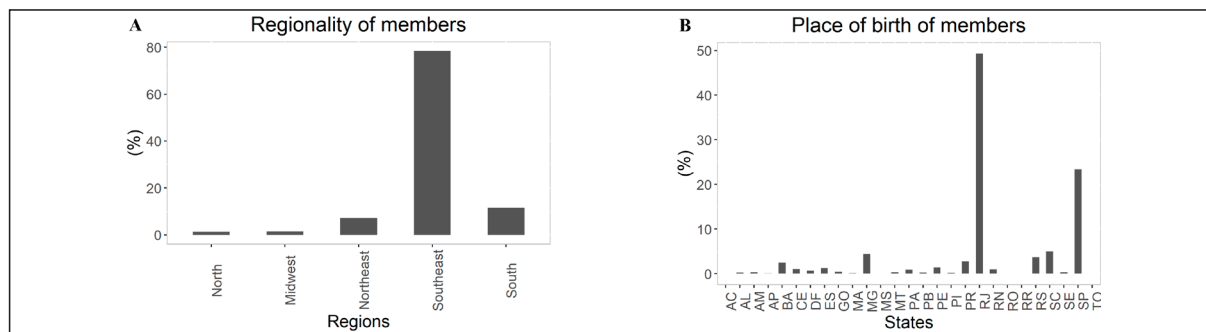 A
Regionality of members
80
60
40
20
0
(%)
North
Midwest
Northeast
Southeast
South
Regions
B
Place of birth of members
50
40
30
20
10
0
(%)
AC
AL
AM
AP
BA
CE
DF
ES
GO
MA
MG
MS
MT
PA
PB
PE
PI
PR
RJ
RN
RO
RR
RS
SC
SE
SP
TO
States